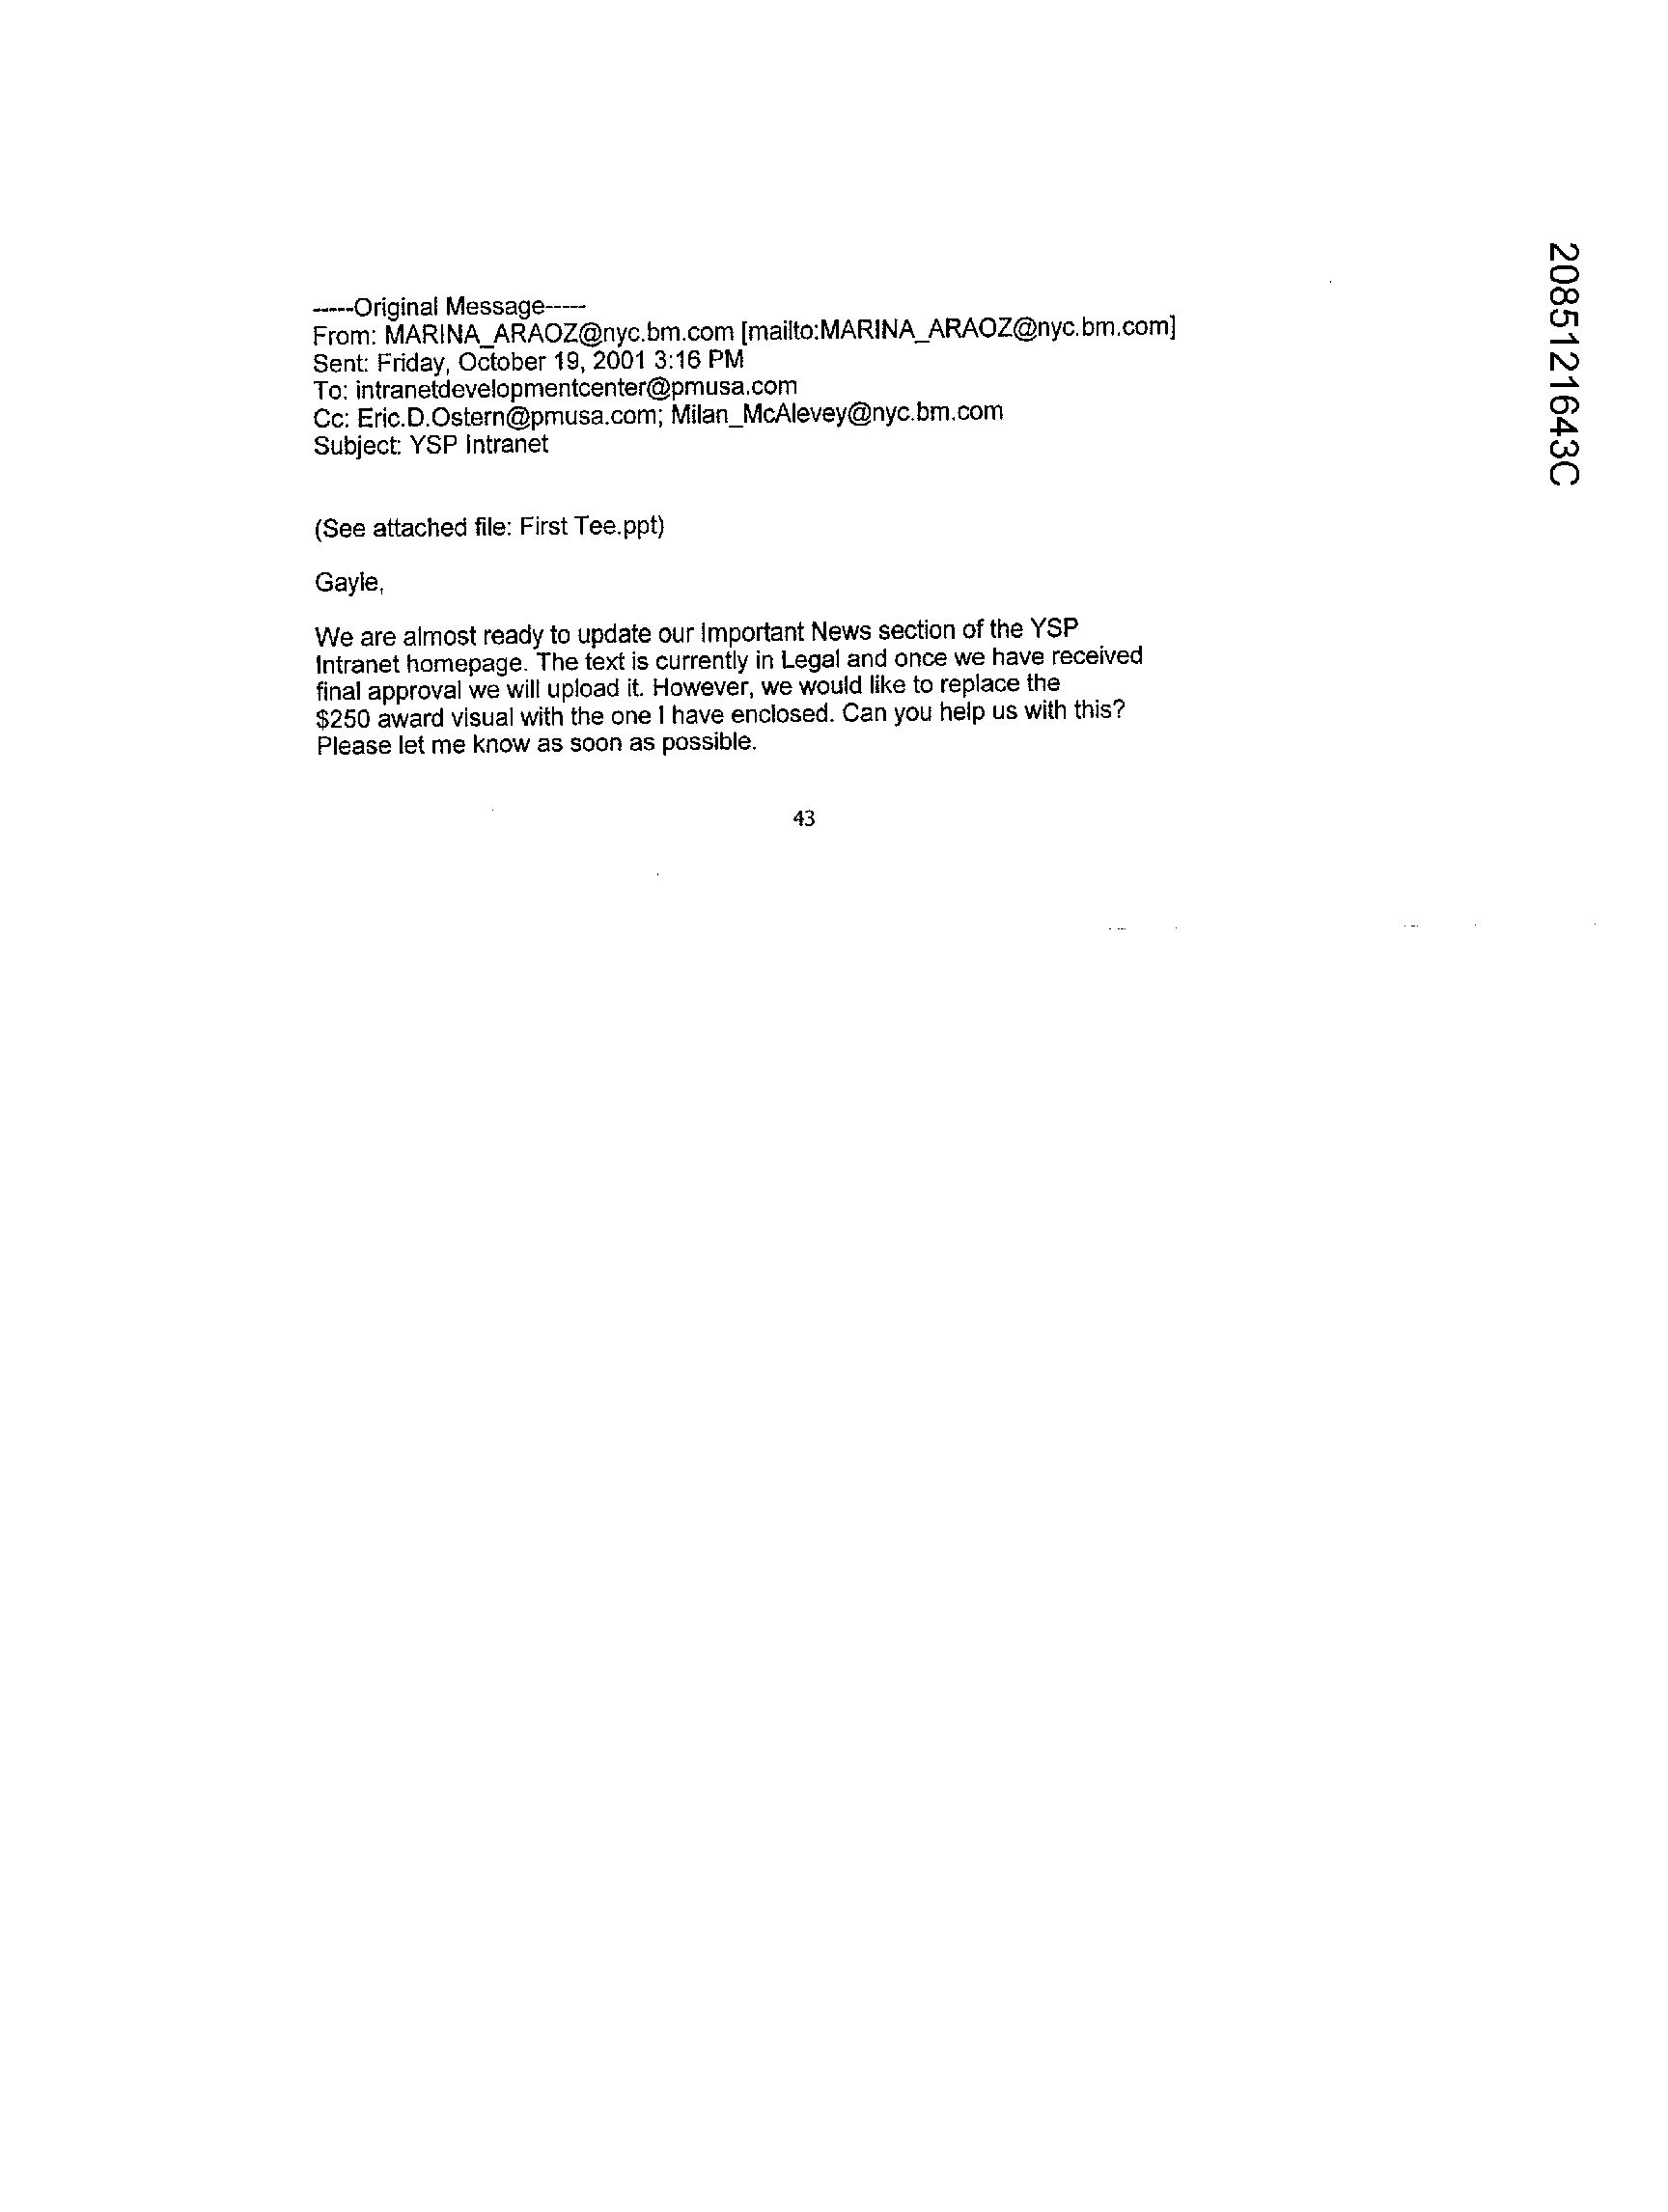 -----Original Message-----
From: MARINA_ARAOZ@nyc.bm.com [mailto:MARINA_ARAOZ@nyc.bm.com]
Sent: Friday, October 19, 2001 3:16 PM
To: intranetdevelopmentcenter@pmusa.com
Cc: Eric.D.Ostern@pmusa.com; Milan_McAlevey@nyc.bm.com
Subject: YSP Intranet
(See attached file: First Tee.ppt)
Gayle,
We are almost ready to update our Important News section of the YSP
Intranet homepage. The text is currently in Legal and once we have received
final approval we will upload it. However, we would like to replace the
$250 award visual with the one I have enclosed. Can you help us with this?
Please let me know as soon as possible.
43
2085121643C